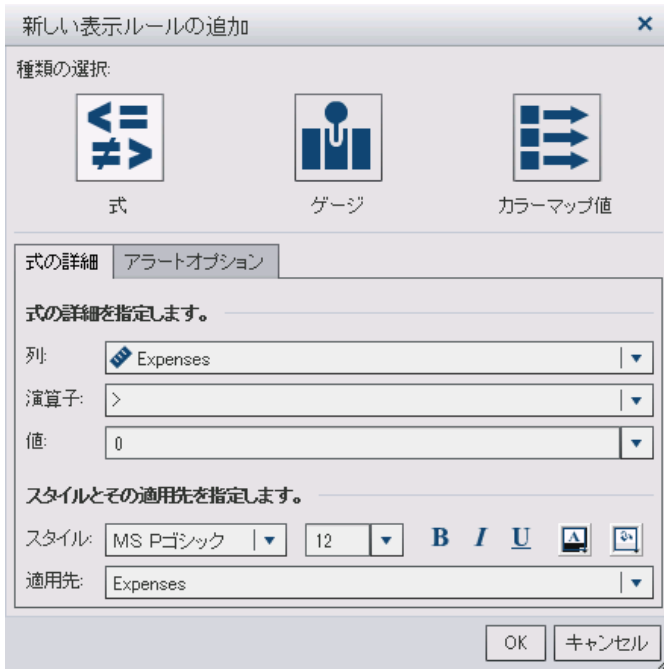 新しい表示ルールの追加
種類の選択:
式 ゲージ カラーマップ値
式の詳細 アラートオプション
式の詳細を指定します。
列: Expenses
演算子: >
値: 0
スタイルとその適用先を指定します。
スタイル: MS Pゴシック 12 B I U A
適用先: Expenses
OK キャンセル